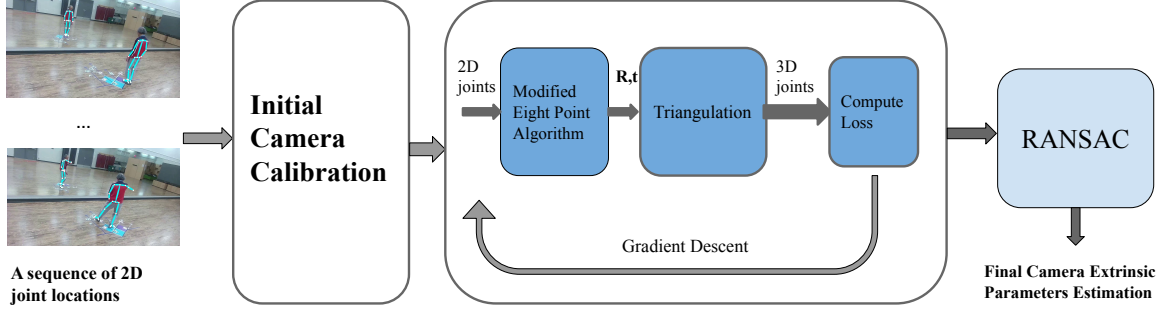 ...
A sequence of 2D
joint locations
Initial
Camera
Calibration
2D
joints
Modified
Eight Point
Algorithm
R,t
Triangulation
3D
joints
Compute
Loss
Gradient Descent
RANSAC
Final Camera Extrinsic
Parameters Estimation